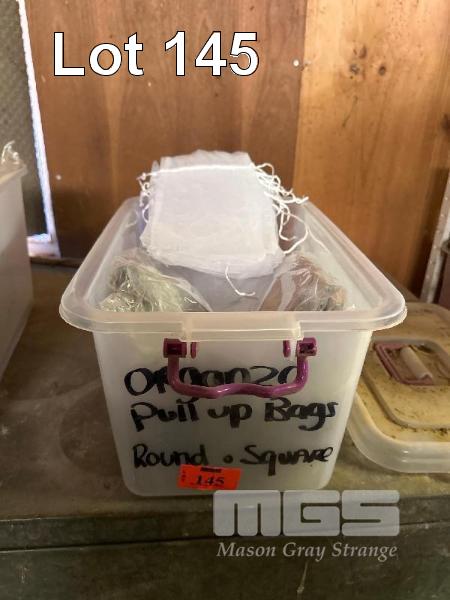 Lot 145
Organza
Pull up Bags
Round • Square
145
MGS
Mason Gray Strange